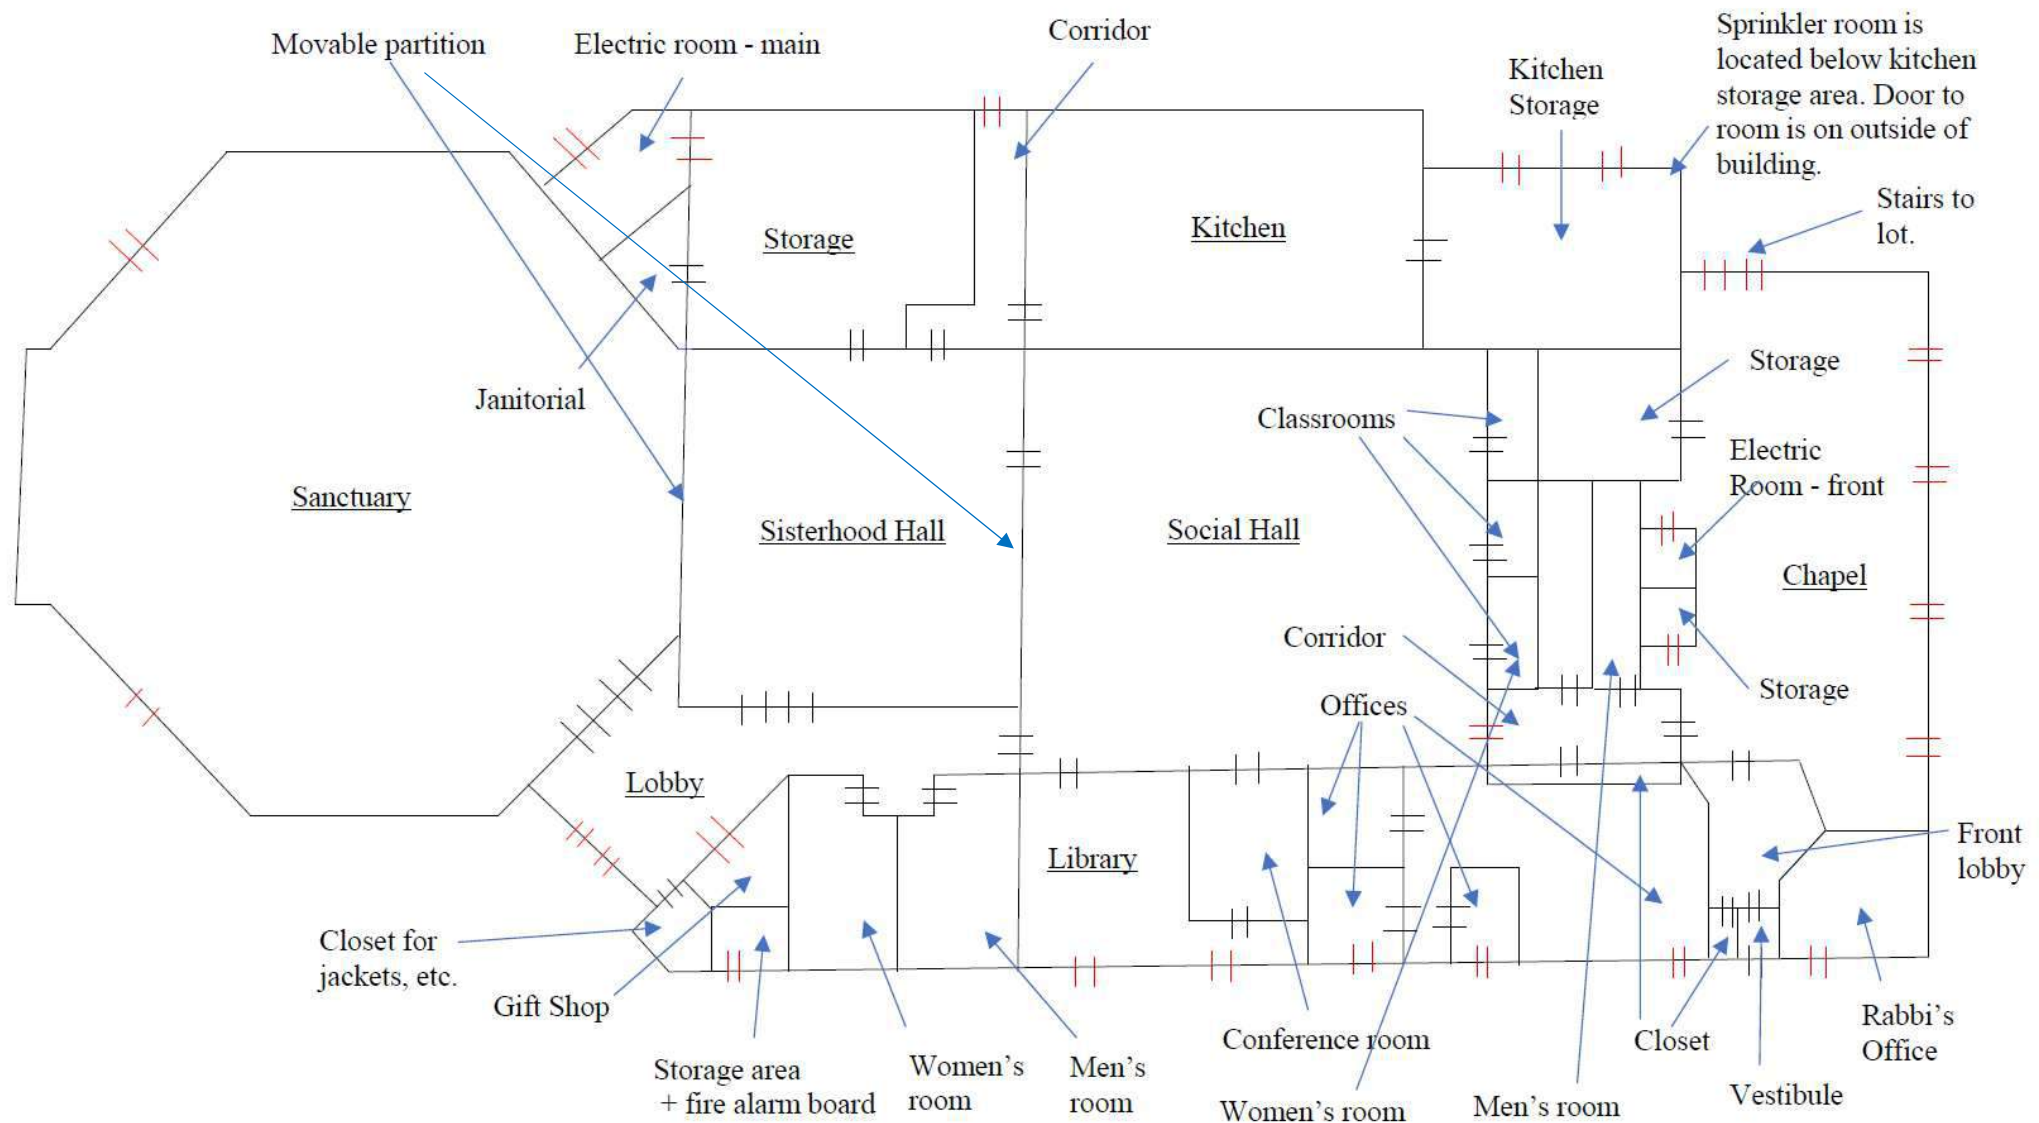 Movable partition
Electric room - main
Corridor
Kitchen
Storage
Sprinkler room is
located below kitchen
storage area. Door to
room is on outside of
building.
Stairs to
lot.
Storage
Kitchen
Janitorial
Storage
Classrooms
Electric
Room - front
Sanctuary
Sisterhood Hall
Social Hall
Chapel
Corridor
Storage
Offices
Lobby
Library
Front
lobby
Closet for
jackets, etc.
Gift Shop
Storage area
+ fire alarm board
Women's
room
Men's
room
Conference room
Women's room
Men's room
Closet
Vestibule
Rabbi's
Office